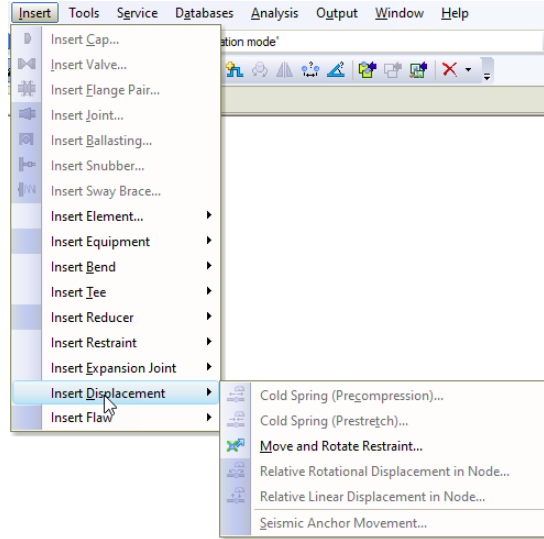 Insert Tools Service Databases Analysis Output Window Help
Insert Cap...
ation mode'
Insert Valve...
Insert Flange Pair...
Insert Joint...
Insert Ballasting...
Insert Snubber...
Insert Sway Brace...
Insert Element...
Insert Equipment
Insert Bend
Insert Tee
Insert Reducer
Insert Restraint
Insert Expansion Joint
Insert Displacement
Insert Flaw
Cold Spring (Precompression)...
Cold Spring (Prestretch)...
Move and Rotate Restraint...
Relative Rotational Displacement in Node...
Relative Linear Displacement in Node...
Seismic Anchor Movement...